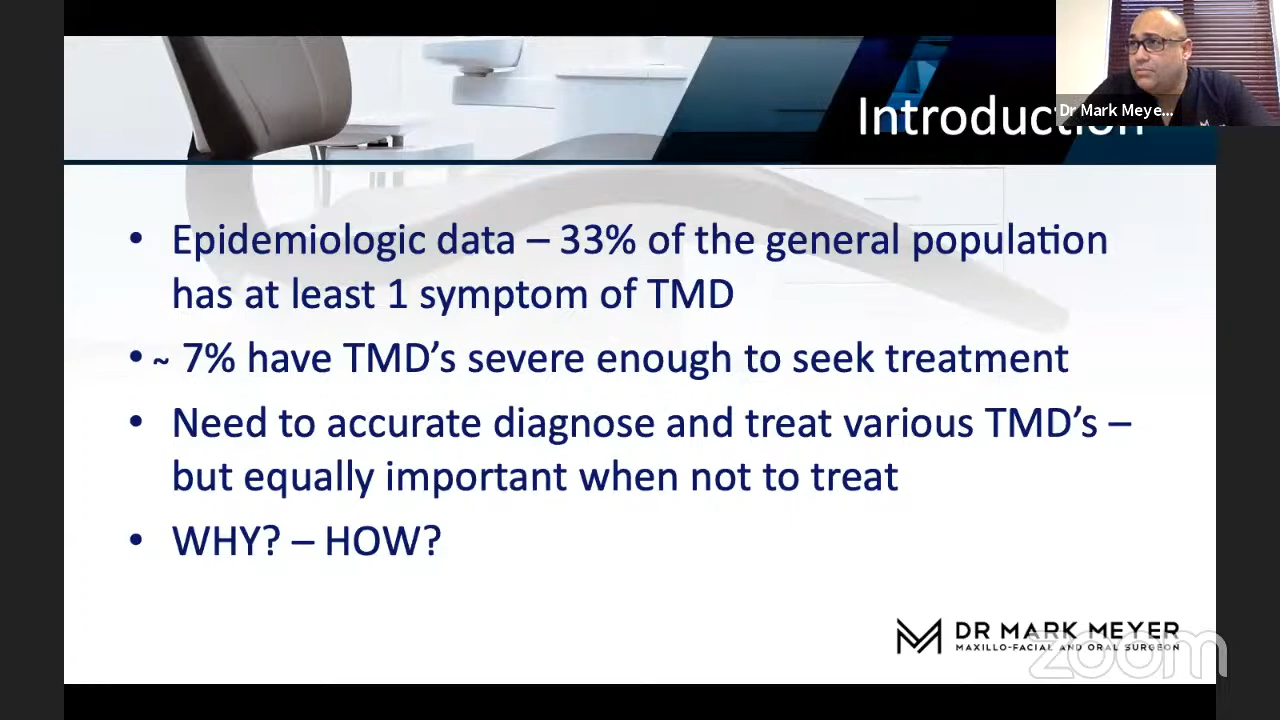 Introduction
Dr Mark Meye...
• Epidemiologic data – 33% of the general population
has at least 1 symptom of TMD
• ~ 7% have TMD’s severe enough to seek treatment
• Need to accurate diagnose and treat various TMD’s –
but equally important when not to treat
• WHY? – HOW?
DR MARK MEYER
MAXILLO-FACIAL AND ORAL SURGEON
zoom